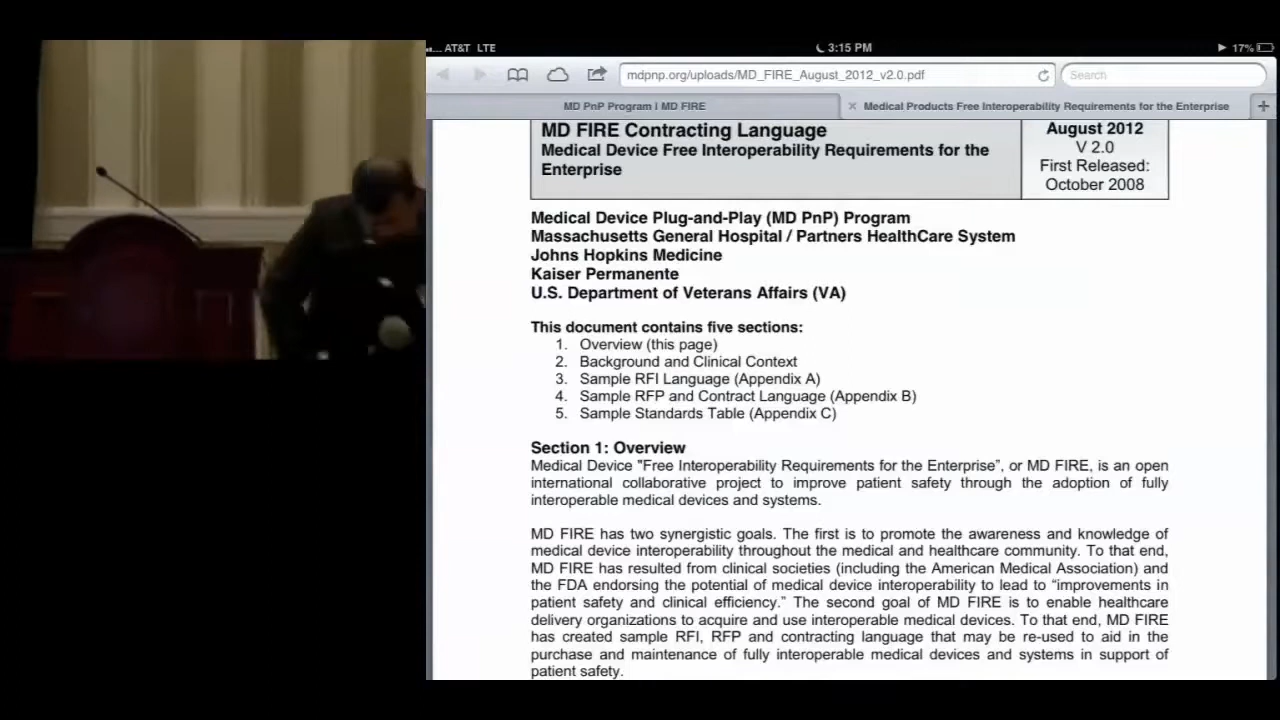 AT&T LTE
3:15 PM
17%
mdpnp.org/uploads/MD_FIRE_August_2012_v2.0.pdf
Search
MD PnP Program | MD FIRE
Medical Products Free Interoperability Requirements for the Enterprise
MD FIRE Contracting Language
Medical Device Free Interoperability Requirements for the
Enterprise
August 2012
V 2.0
First Released:
October 2008
Medical Device Plug-and-Play (MD PnP) Program
Massachusetts General Hospital / Partners HealthCare System
Johns Hopkins Medicine
Kaiser Permanente
U.S. Department of Veterans Affairs (VA)
This document contains five sections:
1. Overview (this page)
2. Background and Clinical Context
3. Sample RFI Language (Appendix A)
4. Sample RFP and Contract Language (Appendix B)
5. Sample Standards Table (Appendix C)
Section 1: Overview
Medical Device "Free Interoperability Requirements for the Enterprise”, or MD FIRE, is an open
international collaborative project to improve patient safety through the adoption of fully
interoperable medical devices and systems.
MD FIRE has two synergistic goals. The first is to promote the awareness and knowledge of
medical device interoperability throughout the medical and healthcare community. To that end,
MD FIRE has resulted from clinical societies (including the American Medical Association) and
the FDA endorsing the potential of medical device interoperability to lead to “improvements in
patient safety and clinical efficiency.” The second goal of MD FIRE is to enable healthcare
delivery organizations to acquire and use interoperable medical devices. To that end, MD FIRE
has created sample RFI, RFP and contracting language that may be re-used to aid in the
purchase and maintenance of fully interoperable medical devices and systems in support of
patient safety.